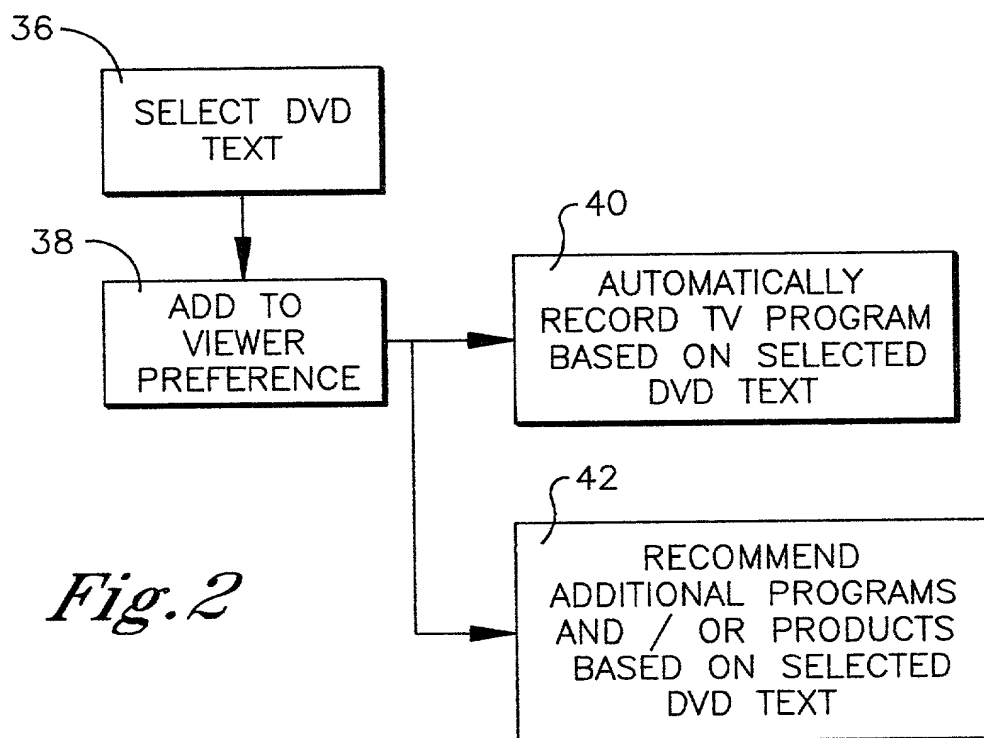 36
SELECT DVD
TEXT
38
ADD TO
VIEWER
PREFERENCE
40
AUTOMATICALLY
RECORD TV PROGRAM
BASED ON SELECTED
DVD TEXT
42
RECOMMEND
ADDITIONAL PROGRAMS
AND / OR PRODUCTS
BASED ON SELECTED
DVD TEXT
Fig.2